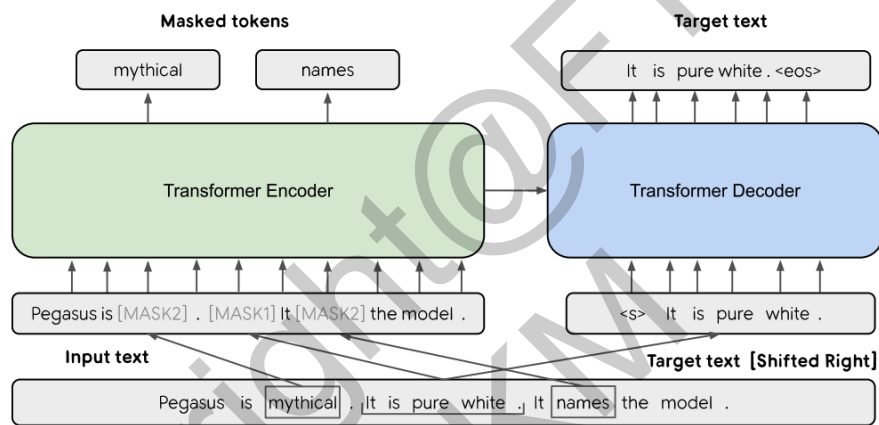 Masked tokens
Target text
mythical
names
It is pure white . <eos>
Transformer Encoder
Transformer Decoder
Pegasus is [MASK2] . [MASK1] It [MASK2] the model .
<s> It is pure white .
Input text
Target text [Shifted Right]
Pegasus is mythical . It is pure white . It names the model .